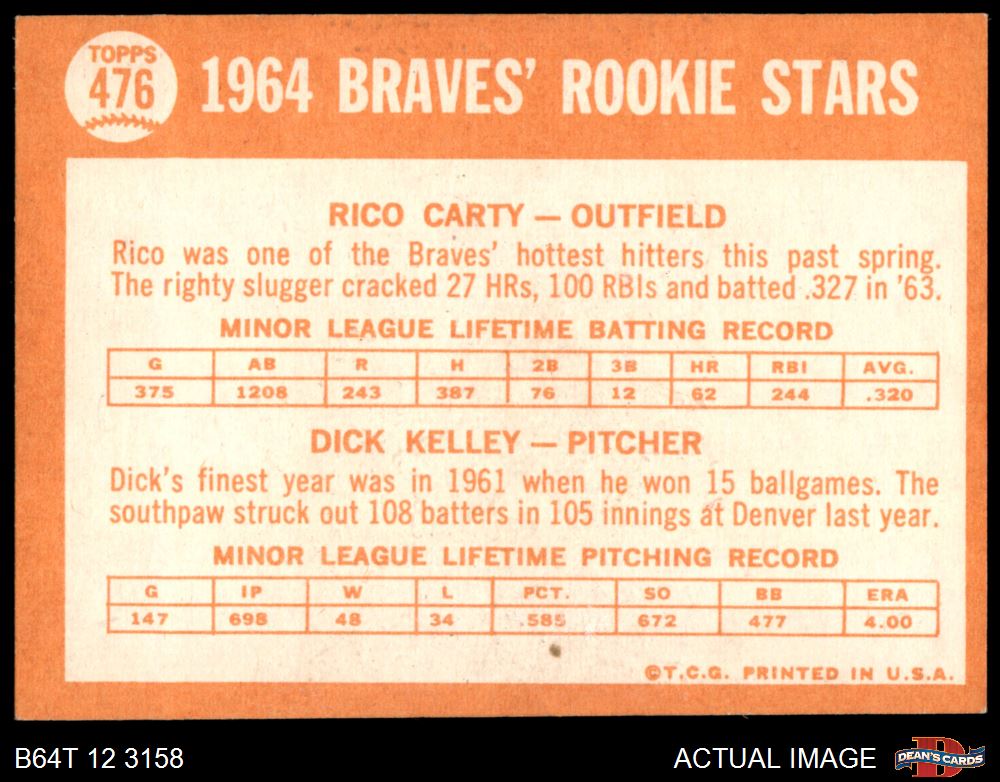 TOPPS
476
1964 BRAVES' ROOKIE STARS
RICO CARTY — OUTFIELD
Rico was one of the Braves' hottest hitters this past spring.
The righty slugger cracked 27 HRs, 100 RBIs and batted .327 in '63.
MINOR LEAGUE LIFETIME BATTING RECORD
G AB R H 2B 3B HR RBI AVG.
375 1208 243 387 76 12 62 244 .320
DICK KELLEY — PITCHER
Dick's finest year was in 1961 when he won 15 ballgames. The
southpaw struck out 108 batters in 105 innings at Denver last year.
MINOR LEAGUE LIFETIME PITCHING RECORD
G IP W L PCT. SO BB ERA
147 698 48 34 .585 672 477 4.00
©T.C.G. PRINTED IN U.S.A.
B64T 12 3158
ACTUAL IMAGE
D
DEAN'S CARDS